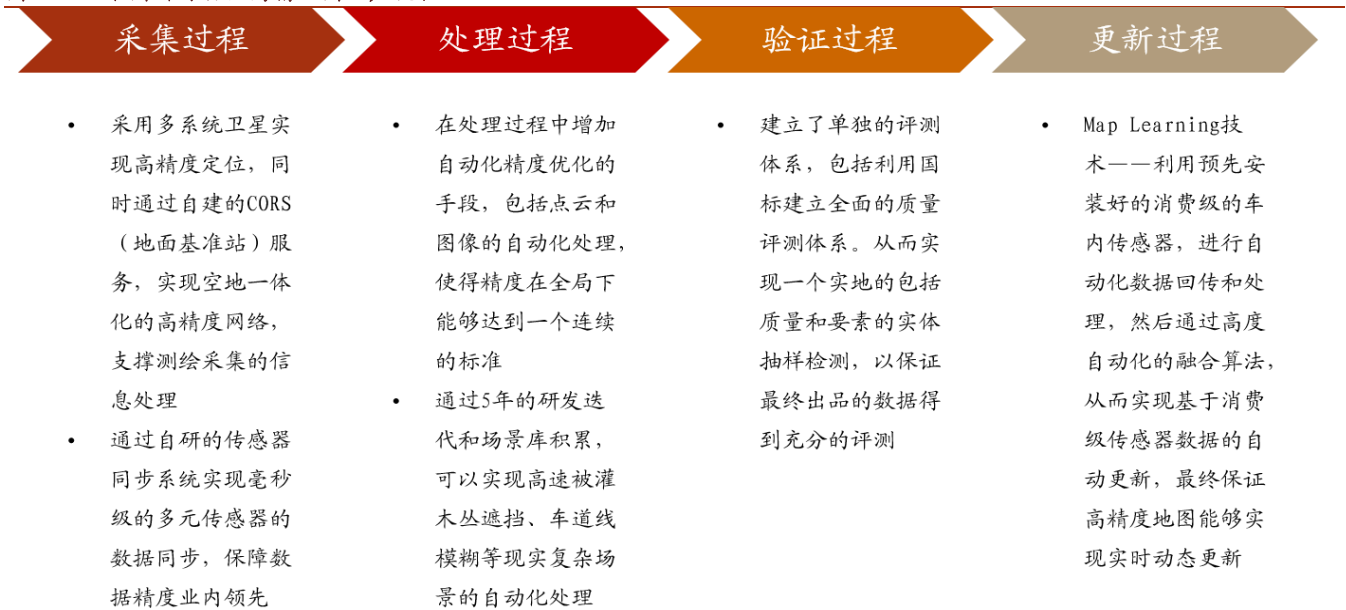 采集过程
处理过程
验证过程
更新过程
• 采用多系统卫星实
现高精度定位，同
时通过自建的CORS
（地面基准站）服
务，实现空地一体
化的高精度网络，
支撑测绘采集的信
息处理
• 通过自研的传感器
同步系统实现毫秒
级的多元传感器的
数据同步，保障数
据精度业内领先
• 在处理过程中增加
自动化精度优化的
手段，包括点云和
图像的自动化处理，
使得精度在全局下
能够达到一个连续
的标准
• 通过5年的研发迭
代和场景库积累，
可以实现高速被灌
木丛遮挡、车道线
模糊等现实复杂场
景的自动化处理
• 建立了单独的评测
体系，包括利用国
标建立全面的质量
评测体系。从而实
现一个实地的包括
质量和要素的实体
抽样检测，以保证
最终出品的数据得
到充分的评测
• Map Learning技
术——利用预先安
装好的消费级的车
内传感器，进行自
动化数据回传和处
理，然后通过高度
自动化的融合算法，
从而实现基于消费
级传感器数据的自
动更新，最终保证
高精度地图能够实
现实时动态更新